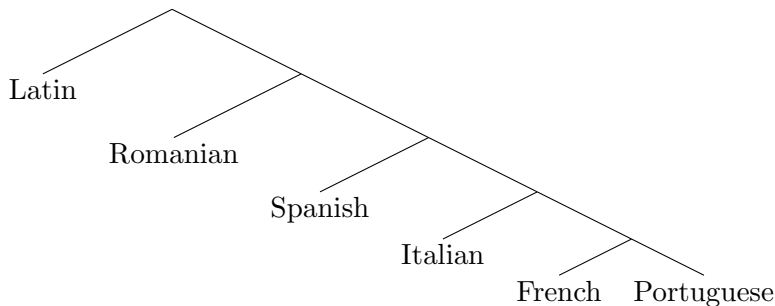 Latin
Romanian
Spanish
Italian
French Portuguese